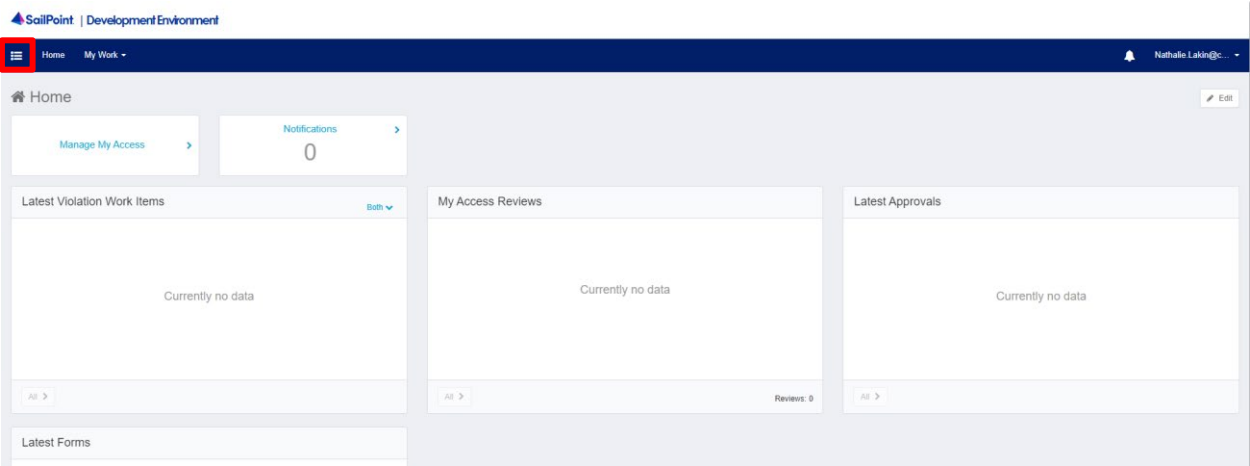 SailPoint | Development Environment
Home My Work Nathalie.Lakin@c...
Home Edit
Manage My Access
Notifications
0
Latest Violation Work Items Both
Currently no data
All
My Access Reviews
Currently no data
All Reviews: 0
Latest Approvals
Currently no data
All
Latest Forms